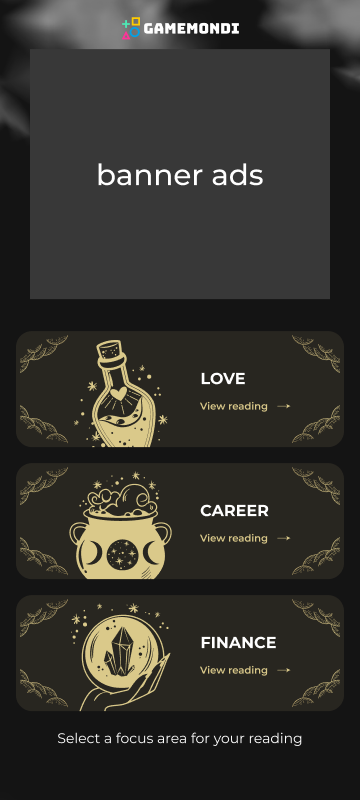 GAMEMONDI
banner ads
LOVE
View reading
CAREER
View reading
FINANCE
View reading
Select a focus area for your reading